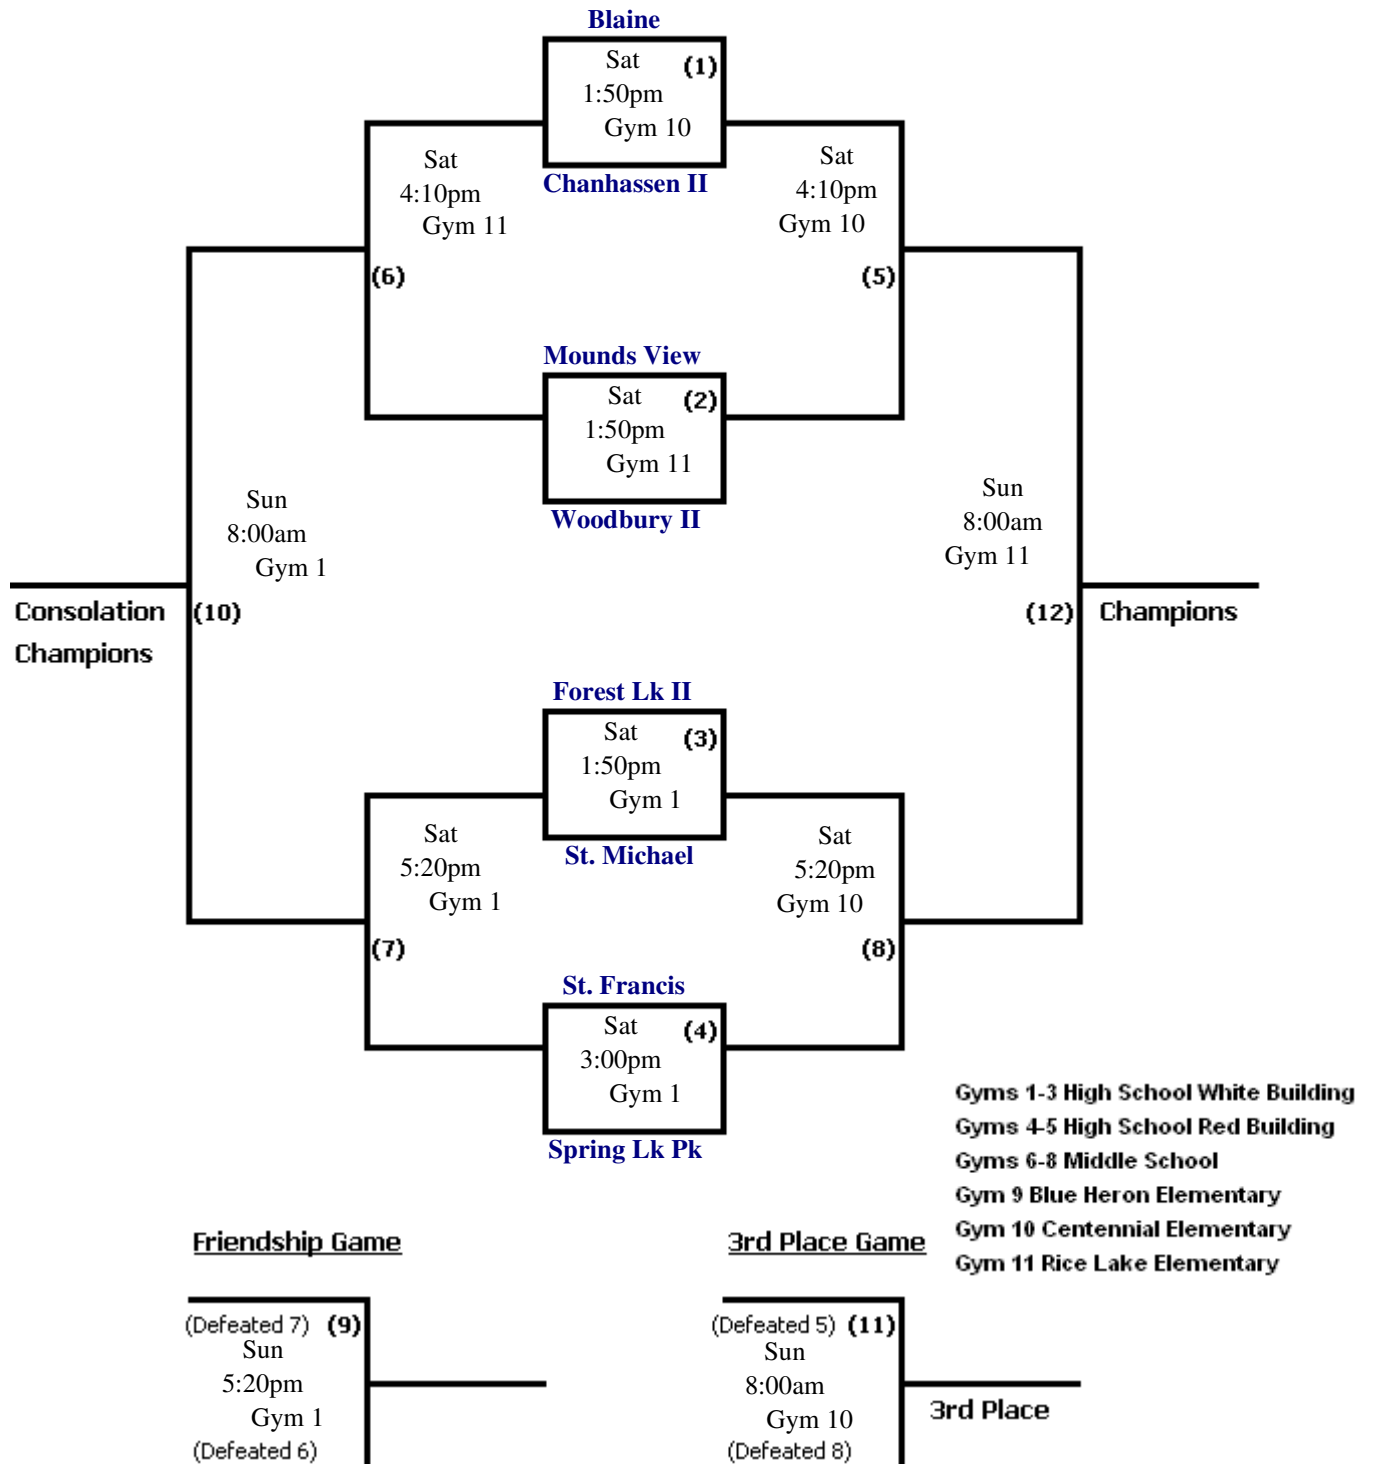 Blaine
Sat (1)
1:50pm
Gym 10
Chanhassen II
Sat
4:10pm
Gym 11
(6)
Sat
4:10pm
Gym 10
(5)
Mounds View
Sat (2)
1:50pm
Gym 11
Woodbury II
Sun
8:00am
Gym 1
Consolation
Champions
(10)
Sun
8:00am
Gym 11
(12)
Champions
Forest Lk II
Sat (3)
1:50pm
Gym 1
St. Michael
Sat
5:20pm
Gym 1
(7)
Sat
5:20pm
Gym 10
(8)
St. Francis
Sat (4)
3:00pm
Gym 1
Spring Lk Pk
Gyms 1-3 High School White Building
Gyms 4-5 High School Red Building
Gyms 6-8 Middle School
Gym 9 Blue Heron Elementary
Gym 10 Centennial Elementary
Gym 11 Rice Lake Elementary
Friendship Game
(Defeated 7) (9)
Sun
5:20pm
Gym 1
(Defeated 6)
3rd Place Game
(Defeated 5) (11)
Sun
8:00am
Gym 10
(Defeated 8)
3rd Place